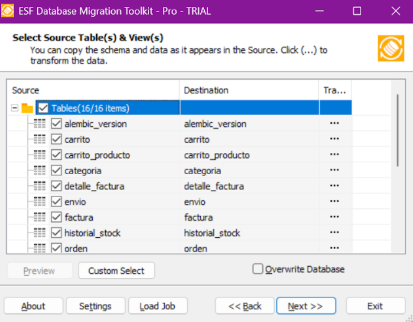 ESF Database Migration Toolkit - Pro - TRIAL
Select Source Table(s) & View(s)
You can copy the schema and data as it appears in the Source. Click (...) to
transform the data.
Source Destination Tra...
Tables(16/16 items)
alembic_version alembic_version ...
carrito carrito ...
carrito_producto carrito_producto ...
categoria categoria ...
detalle_factura detalle_factura ...
envio envio ...
factura factura ...
historial_stock historial_stock ...
orden orden ...
Preview Custom Select Overwrite Database
About Settings Load Job << Back Next >> Exit